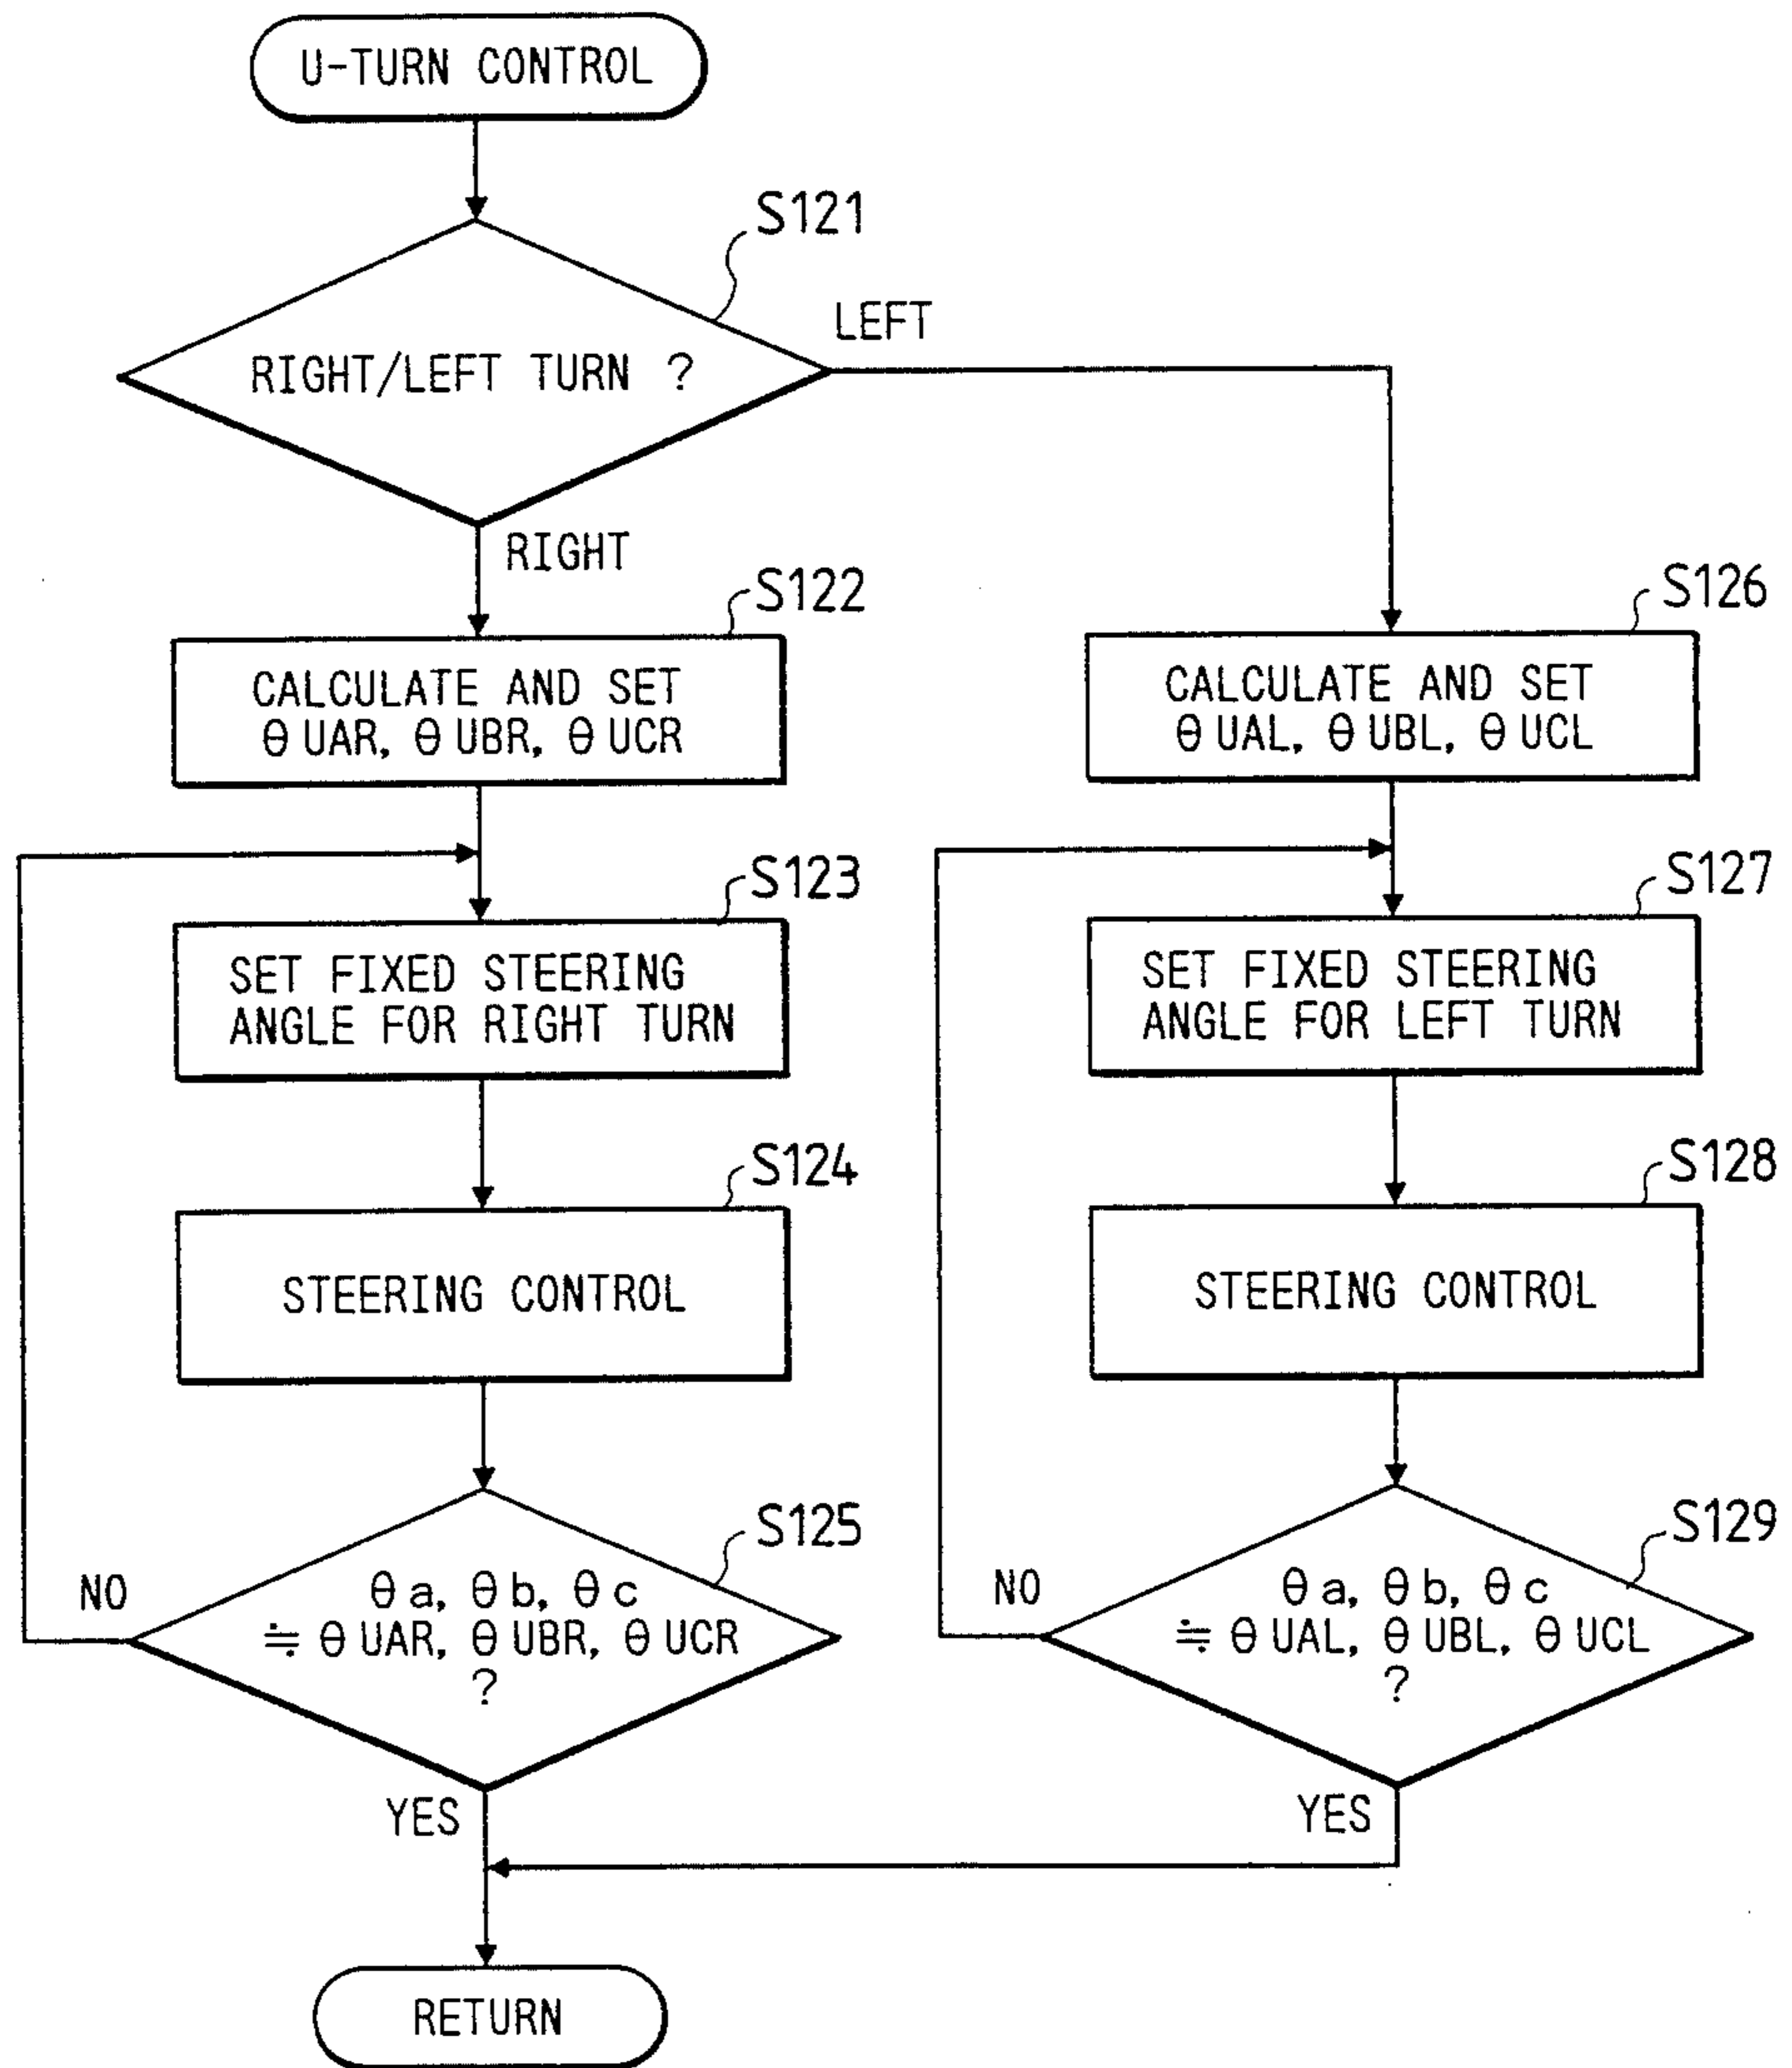 U-TURN CONTROL
S121
RIGHT/LEFT TURN ?
LEFT
RIGHT
S122
CALCULATE AND SET
θ UAR, θ UBR, θ UCR
S123
SET FIXED STEERING
ANGLE FOR RIGHT TURN
S124
STEERING CONTROL
S125
NO
θ a, θ b, θ c
≒ θ UAR, θ UBR, θ UCR
?
YES
S126
CALCULATE AND SET
θ UAL, θ UBL, θ UCL
S127
SET FIXED STEERING
ANGLE FOR LEFT TURN
S128
STEERING CONTROL
S129
NO
θ a, θ b, θ c
≒ θ UAL, θ UBL, θ UCL
?
YES
RETURN